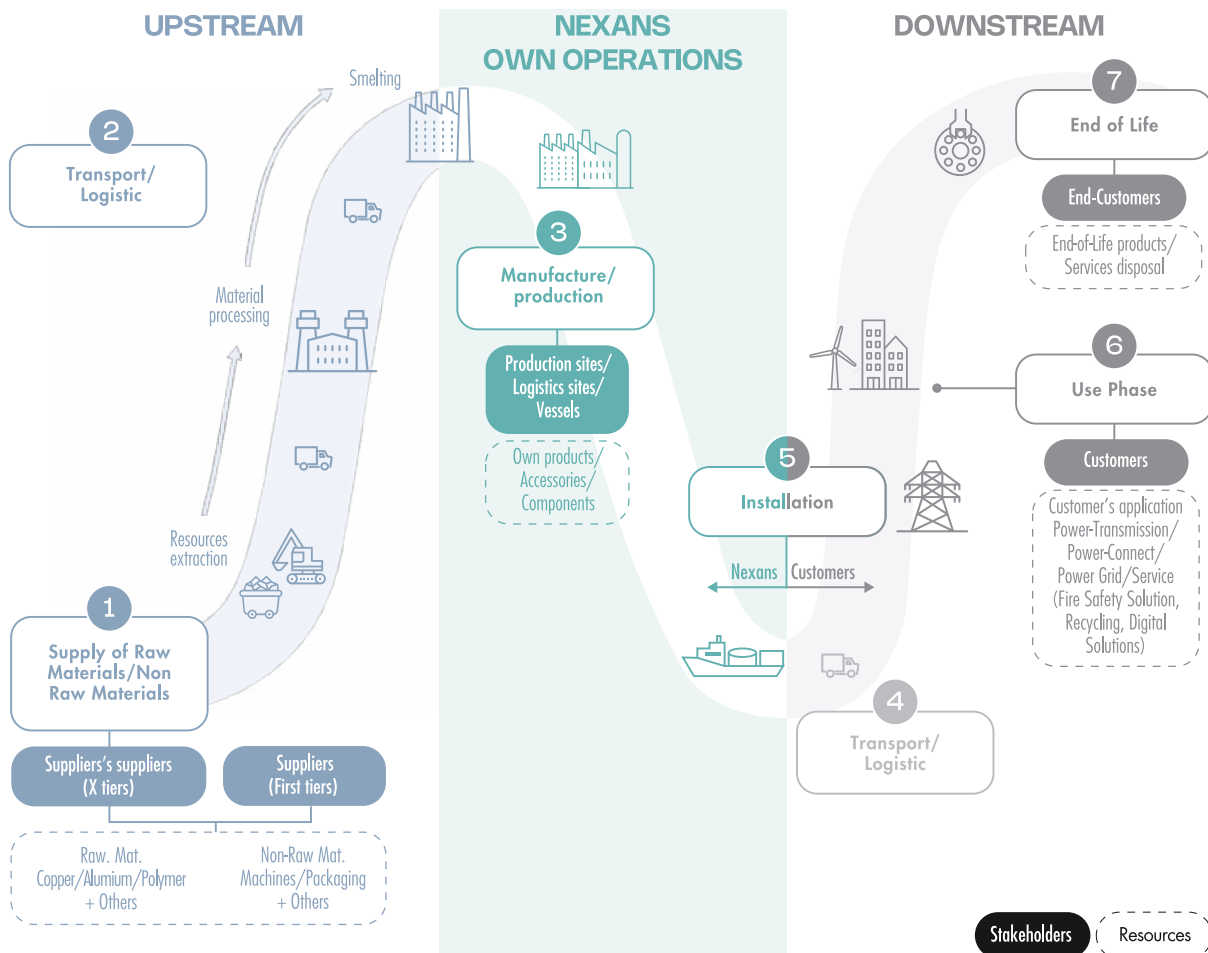 UPSTREAM
NEXANS
OWN OPERATIONS
DOWNSTREAM
Smelting
2
Transport/
Logistic
Material
processing
Resources
extraction
1
Supply of Raw
Materials/Non
Raw Materials
Suppliers's suppliers
(X tiers)
Suppliers
(First tiers)
Raw. Mat.
Copper/Alumium/Polymer
+ Others
Non-Raw Mat.
Machines/Packaging
+ Others
3
Manufacture/
production
Production sites/
Logistics sites/
Vessels
Own products/
Accessories/
Components
5
Installation
Nexans
Customers
4
Transport/
Logistic
7
End of Life
End-Customers
End-of-Life products/
Services disposal
6
Use Phase
Customers
Customer's application
Power-Transmission/
Power-Connect/
Power Grid/Service
(Fire Safety Solution,
Recycling, Digital
Solutions)
Stakeholders
Resources